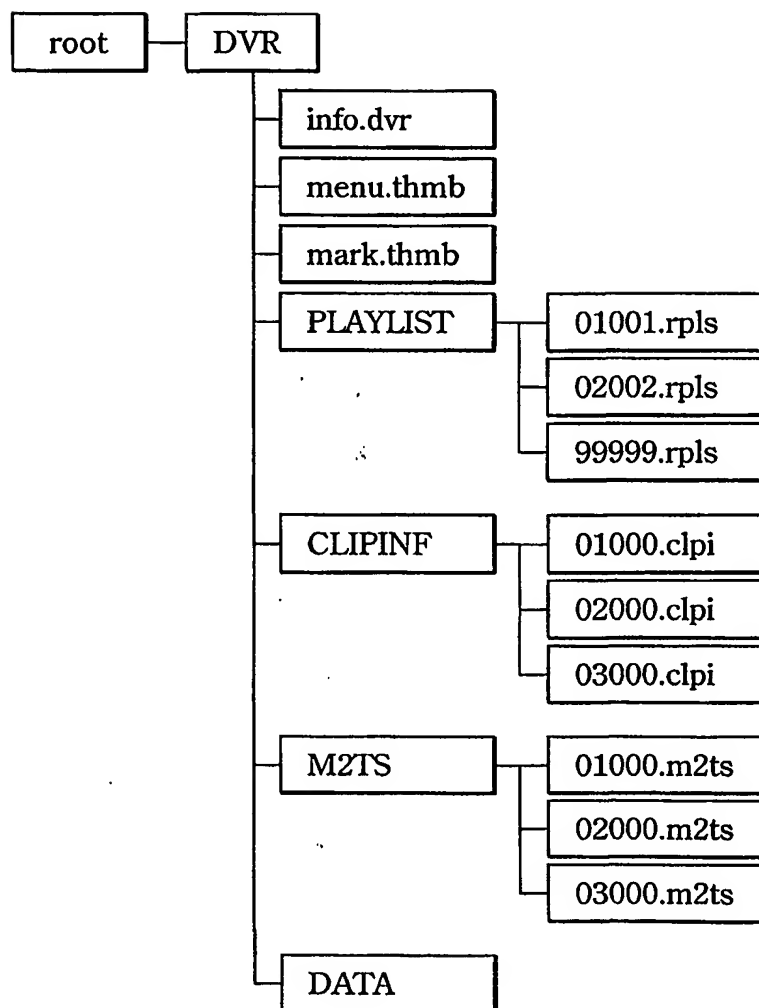 root DVR
info.dvr
menu.thmb
mark.thmb
PLAYLIST 01001.rpls
02002.rpls
99999.rpls
CLIPINF 01000.clpi
02000.clpi
03000.clpi
M2TS 01000.m2ts
02000.m2ts
03000.m2ts
DATA